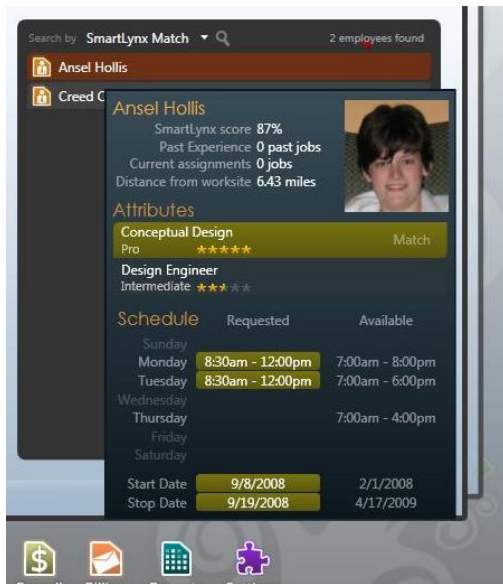 Search by SmartLynx Match 2 employees found
Ansel Hollis
Creed C
Ansel Hollis
SmartLynx score 87%
Past Experience 0 past jobs
Current assignments 0 jobs
Distance from worksite 6.43 miles
Attributes
Conceptual Design
Pro Match
Design Engineer
Intermediate
Schedule Requested Available
Sunday
Monday 8:30am - 12:00pm 7:00am - 8:00pm
Tuesday 8:30am - 12:00pm 7:00am - 6:00pm
Wednesday
Thursday 7:00am - 4:00pm
Friday
Saturday
Start Date 9/8/2008 2/1/2008
Stop Date 9/19/2008 4/17/2009